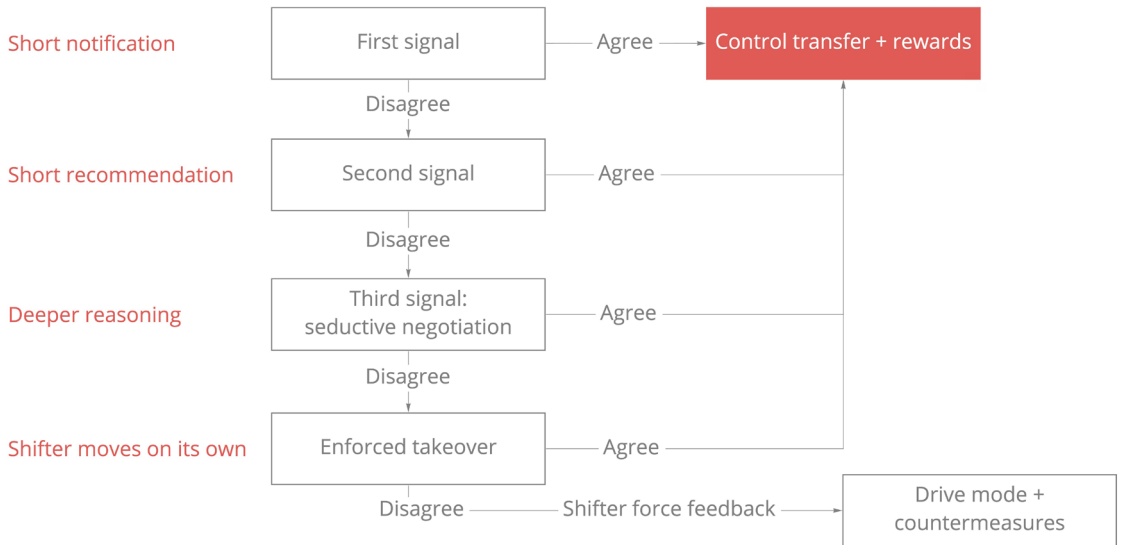 Short notification
First signal
Agree
Control transfer + rewards
Disagree
Short recommendation
Second signal
Agree
Disagree
Deeper reasoning
Third signal:
seductive negotiation
Agree
Disagree
Shifter moves on its own
Enforced takeover
Agree
Disagree
Shifter force feedback
Drive mode +
countermeasures